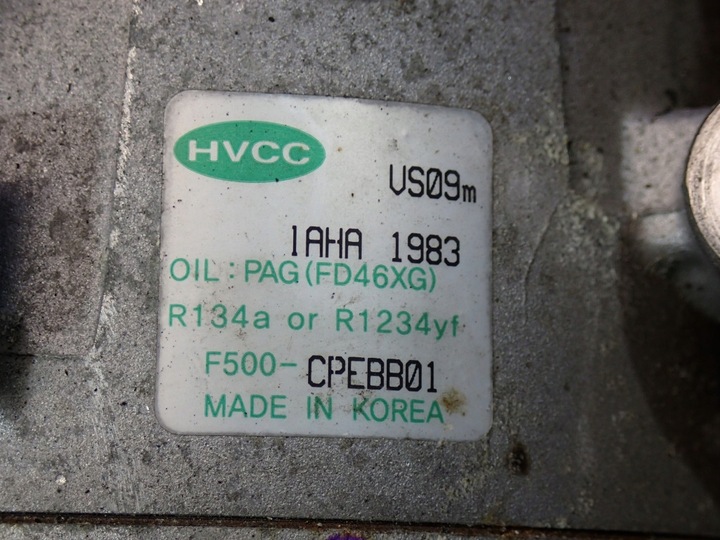 HVCC
VS09m
1AHA 1983
OIL : PAG (FD46XG)
R134a or R1234yf
F500-CPEBB01
MADE IN KOREA